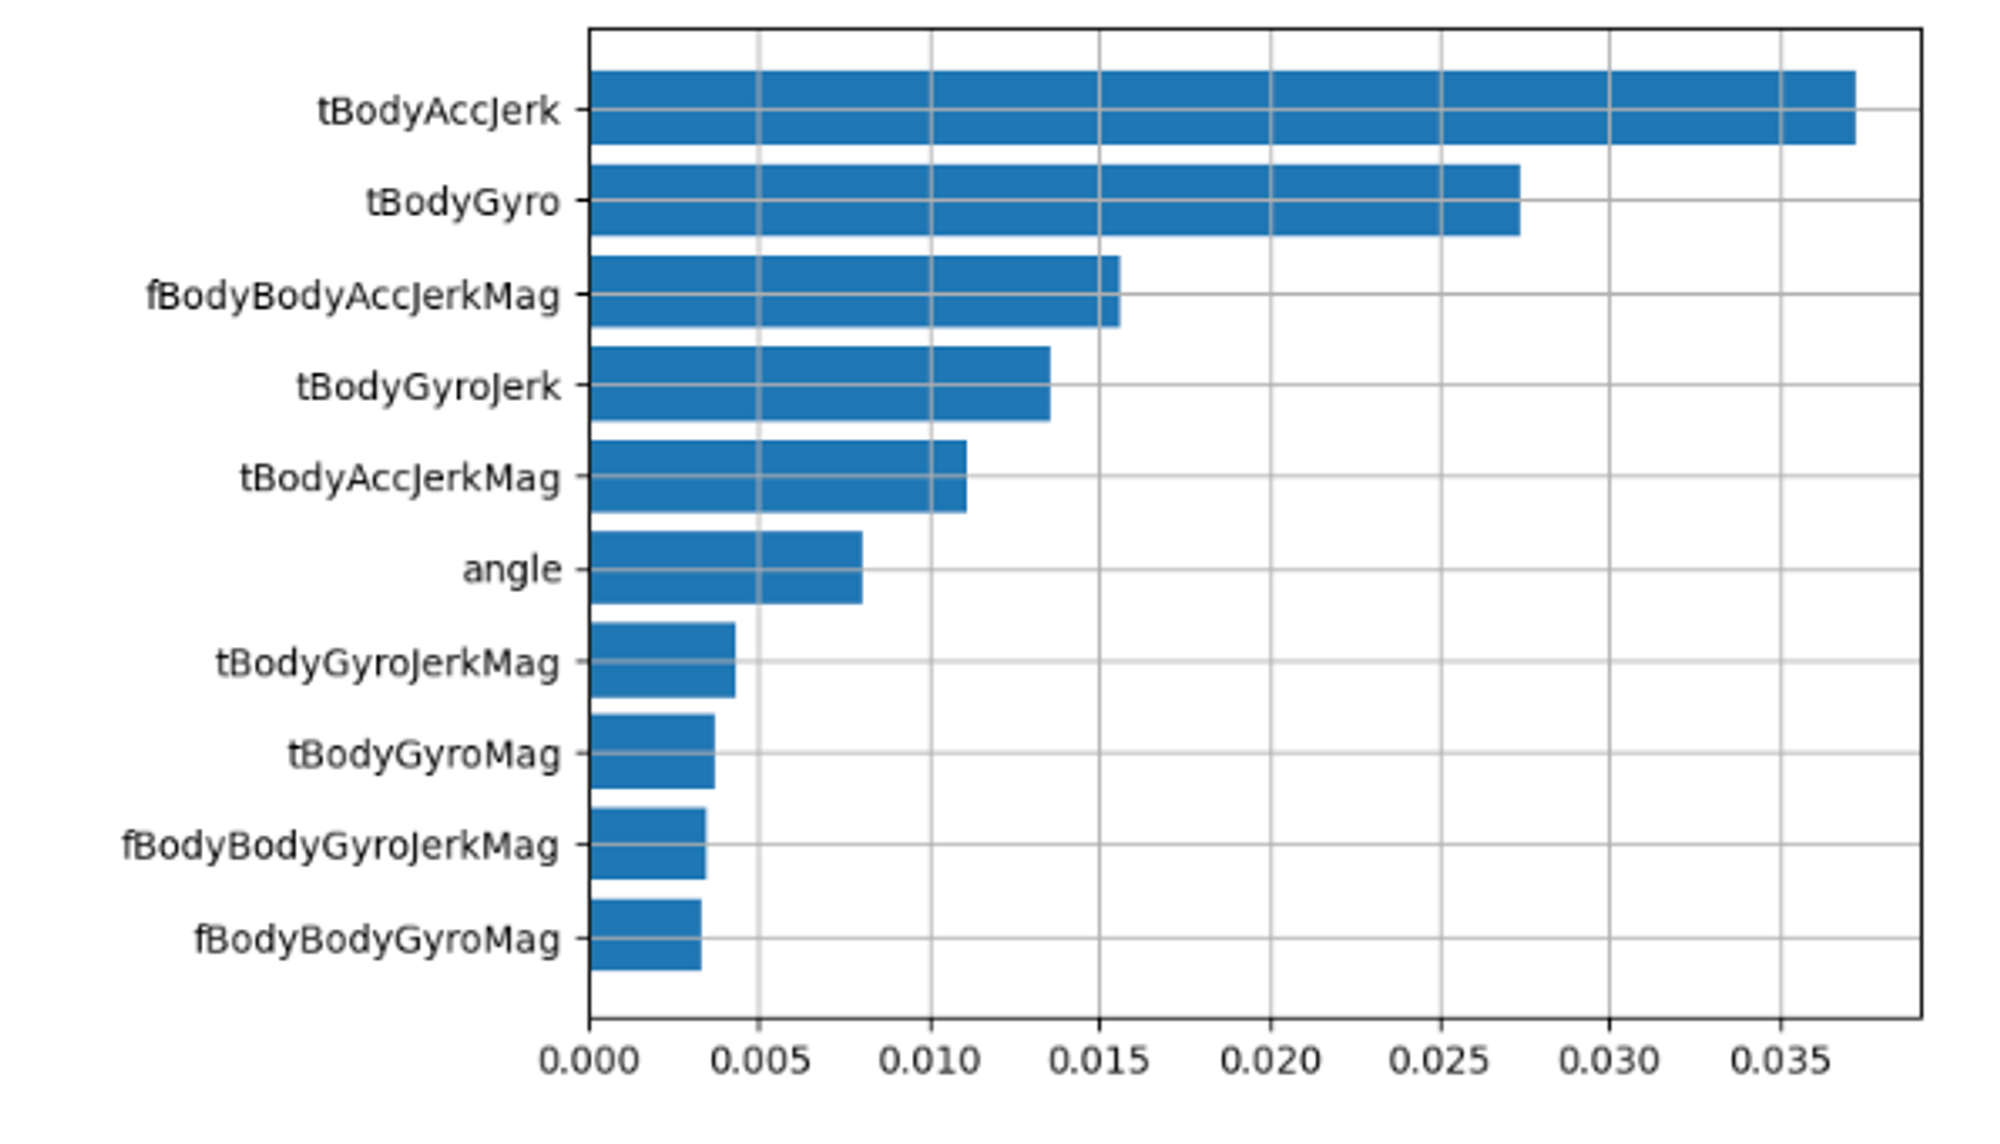 tBodyAccJerk
tBodyGyro
fBodyBodyAccJerkMag
tBodyGyroJerk
tBodyAccJerkMag
angle
tBodyGyroJerkMag
tBodyGyroMag
fBodyBodyGyroJerkMag
fBodyBodyGyroMag
0.000 0.005 0.010 0.015 0.020 0.025 0.030 0.035